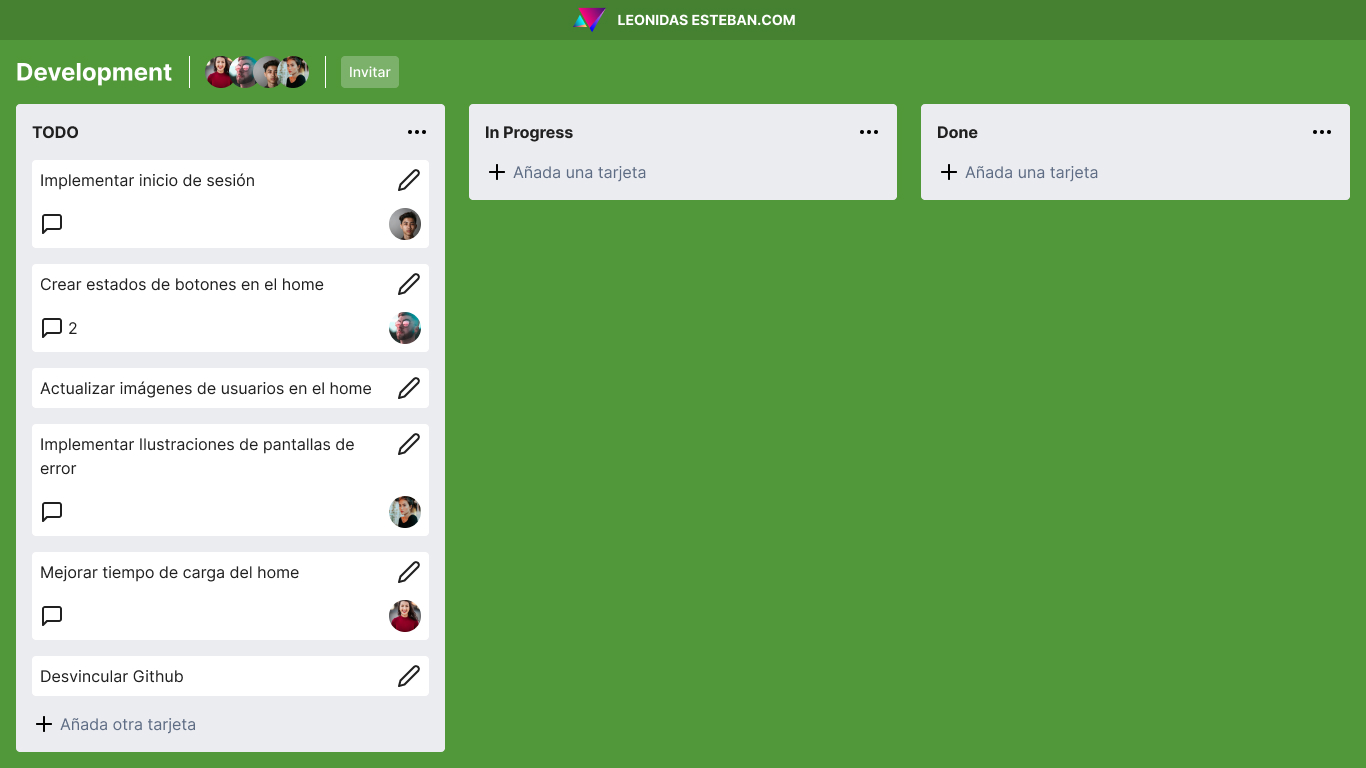 LEONIDAS ESTEBAN.COM
Development
Invitar
TODO
Implementar inicio de sesión
Crear estados de botones en el home
2
Actualizar imágenes de usuarios en el home
Implementar Ilustraciones de pantallas de
error
Mejorar tiempo de carga del home
Desvincular Github
Añada otra tarjeta
In Progress
Añada una tarjeta
Done
Añada una tarjeta